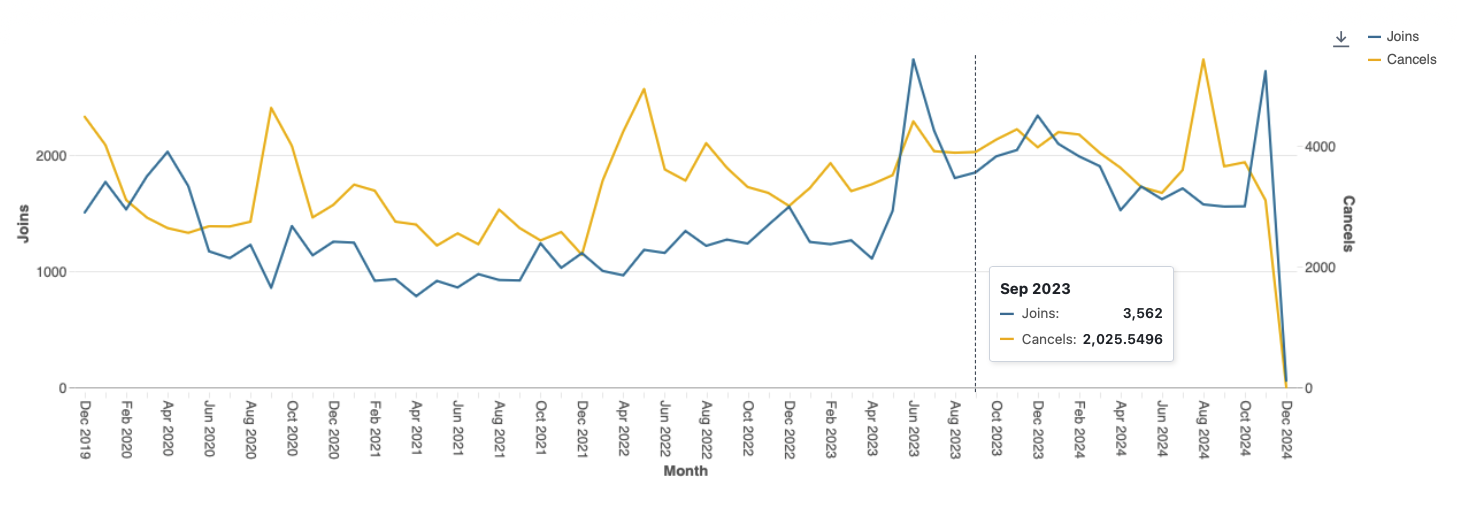 Joins
Cancels
2000
1000
0
Joins
4000
2000
0
Cancels
Sep 2023
Joins: 3,562
Cancels: 2,025.5496
Dec 2019
Feb 2020
Apr 2020
Jun 2020
Aug 2020
Oct 2020
Dec 2020
Feb 2021
Apr 2021
Jun 2021
Aug 2021
Oct 2021
Dec 2021
Feb 2022
Apr 2022
Jun 2022
Aug 2022
Oct 2022
Dec 2022
Feb 2023
Apr 2023
Jun 2023
Aug 2023
Oct 2023
Dec 2023
Feb 2024
Apr 2024
Jun 2024
Aug 2024
Oct 2024
Dec 2024
Month